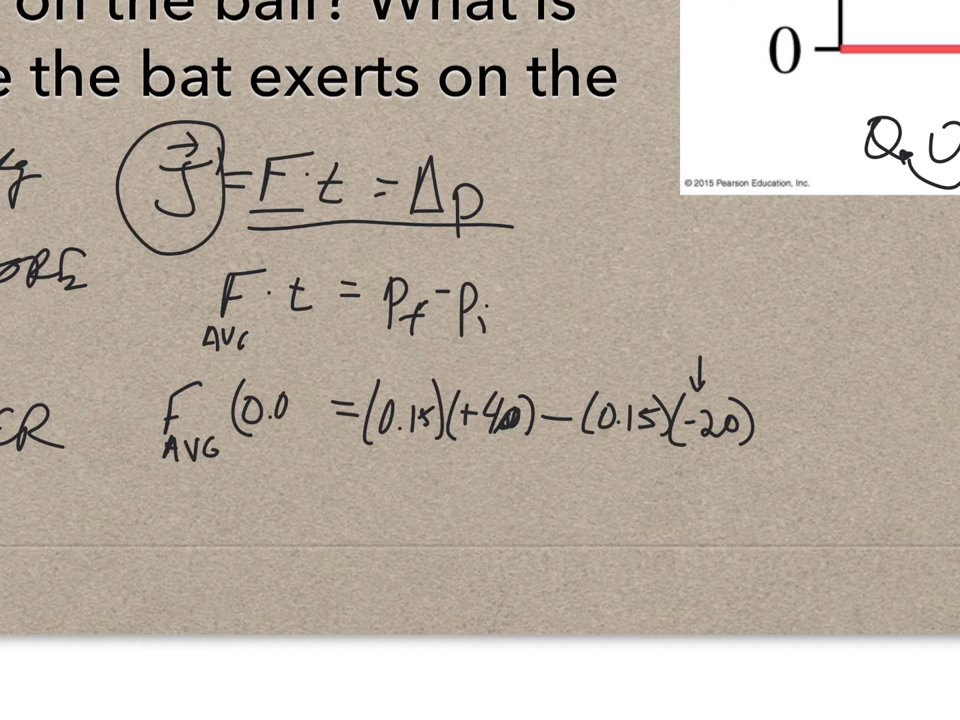 on the ball? What is
e the bat exerts on the
0
© 2015 Pearson Education, Inc.
J⃗ = F · t = Δp
F AVG · t = pf - pi
F AVG (0.0 = (0.15)(+40) - (0.15)(-20)